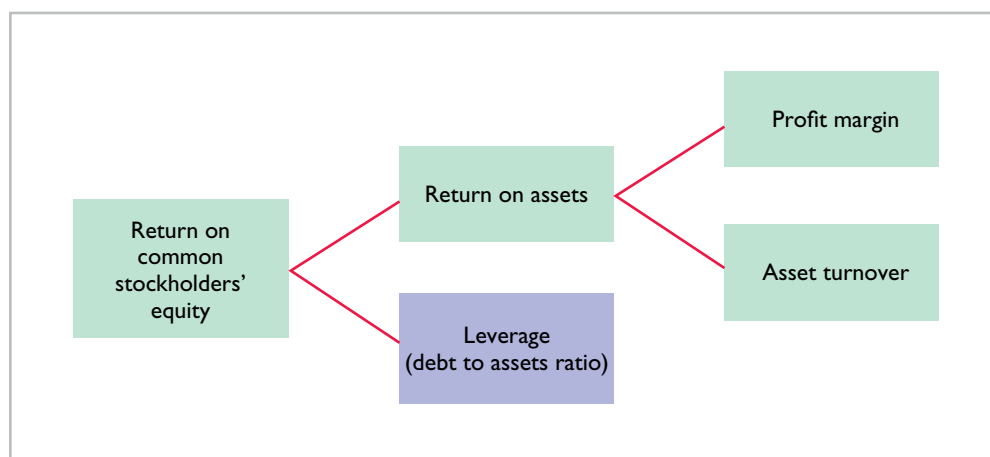 Profit margin
Return on assets
Return on
common
stockholders’
equity
Asset turnover
Leverage
(debt to assets ratio)